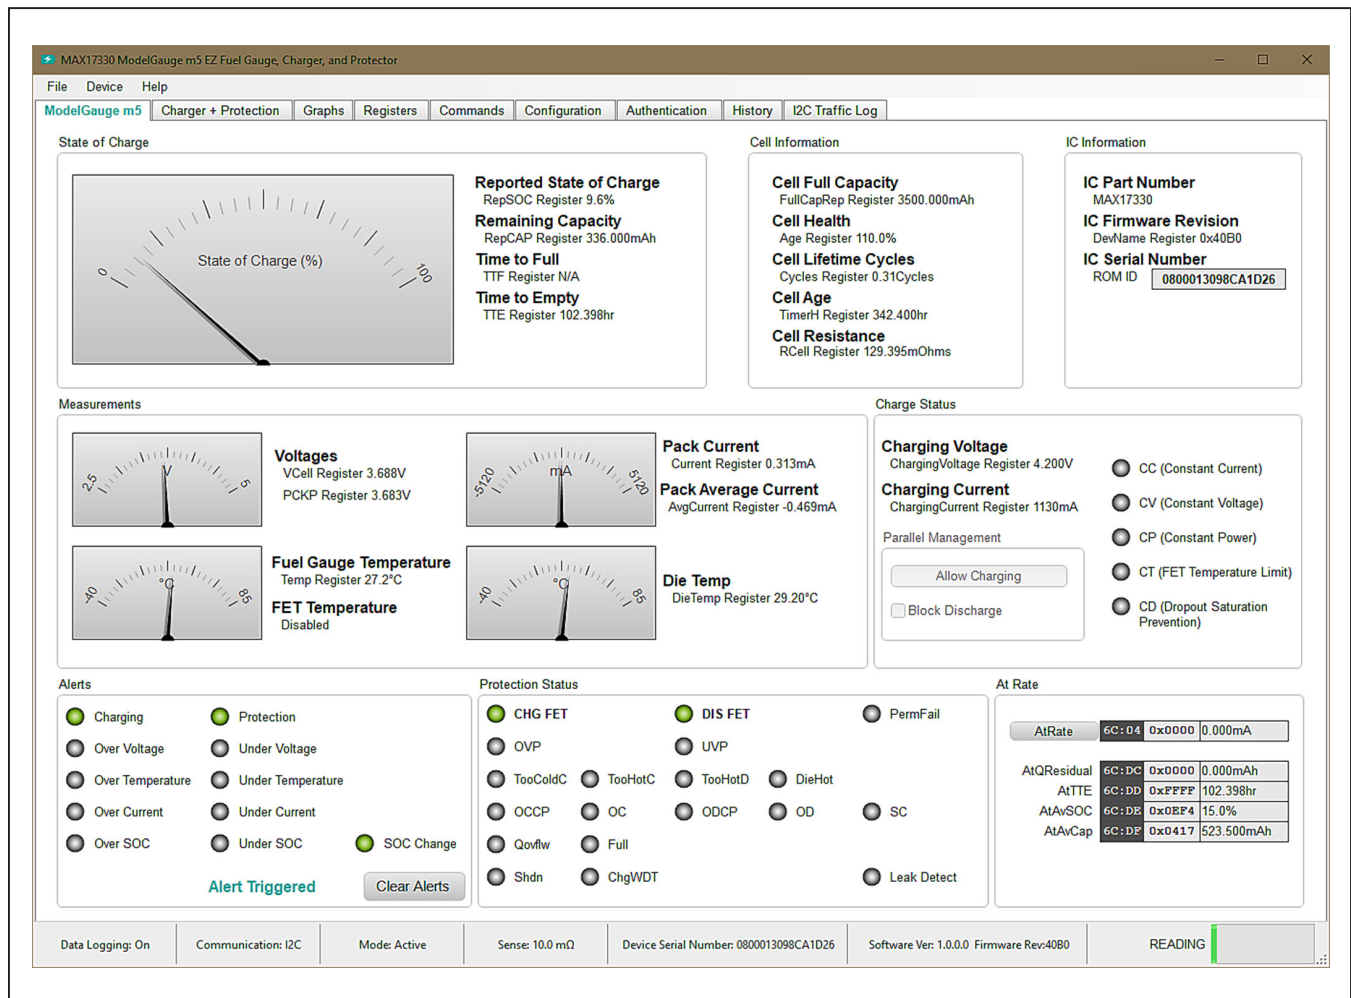 MAX17330 ModelGauge m5 EZ Fuel Gauge, Charger, and Protector
File Device Help
ModelGauge m5 Charger + Protection Graphs Registers Commands Configuration Authentication History I2C Traffic Log
State of Charge
0
100
State of Charge (%)
Reported State of Charge
RepSOC Register 9.6%
Remaining Capacity
RepCAP Register 336.000mAh
Time to Full
TTF Register N/A
Time to Empty
TTE Register 102.398hr
Cell Information
Cell Full Capacity
FullCapRep Register 3500.000mAh
Cell Health
Age Register 110.0%
Cell Lifetime Cycles
Cycles Register 0.31Cycles
Cell Age
TimerH Register 342.400hr
Cell Resistance
RCell Register 129.395mOhms
IC Information
IC Part Number
MAX17330
IC Firmware Revision
DevName Register 0x40B0
IC Serial Number
ROM ID 0800013098CA1D26
Measurements
2.5 V 5
Voltages
VCell Register 3.688V
PCKP Register 3.683V
-5120 mA 5120
Pack Current
Current Register 0.313mA
Pack Average Current
AvgCurrent Register -0.469mA
-40 °C 85
Fuel Gauge Temperature
Temp Register 27.2°C
FET Temperature
Disabled
-40 °C 85
Die Temp
DieTemp Register 29.20°C
Charge Status
Charging Voltage
ChargingVoltage Register 4.200V
Charging Current
ChargingCurrent Register 1130mA
Parallel Management
Allow Charging
Block Discharge
CC (Constant Current)
CV (Constant Voltage)
CP (Constant Power)
CT (FET Temperature Limit)
CD (Dropout Saturation
Prevention)
Alerts
Charging Protection
Over Voltage Under Voltage
Over Temperature Under Temperature
Over Current Under Current
Over SOC Under SOC SOC Change
Alert Triggered Clear Alerts
Protection Status
CHG FET DIS FET PermFail
OVP UVP
TooColdC TooHotC TooHotD DieHot
OCCP OC ODCP OD SC
Qovflw Full
Shdn ChgWDT Leak Detect
At Rate
AtRate 6C:04 0x0000 0.000mA
AtQResidual 6C:DC 0x0000 0.000mAh
AtTTE 6C:DD 0xFFFF 102.398hr
AtAvSOC 6C:DE 0x0EF4 15.0%
AtAvCap 6C:DF 0x0417 523.500mAh
Data Logging: On Communication: I2C Mode: Active Sense: 10.0 mΩ Device Serial Number: 0800013098CA1D26 Software Ver: 1.0.0.0 Firmware Rev:40B0 READING